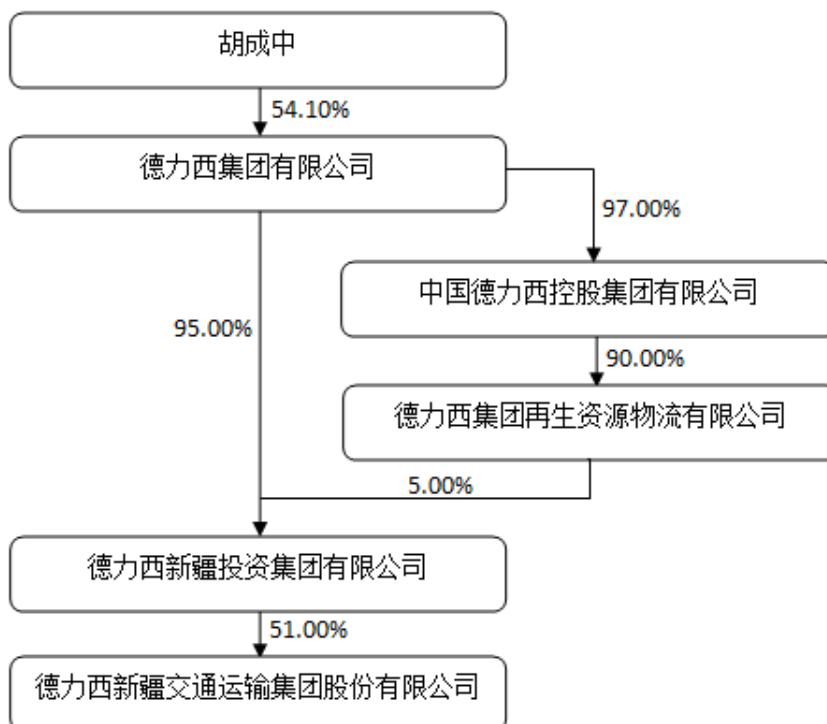 胡成中
54.10%
德力西集团有限公司
97.00%
中国德力西控股集团有限公司
95.00%
90.00%
德力西集团再生资源物流有限公司
5.00%
德力西新疆投资集团有限公司
51.00%
德力西新疆交通运输集团股份有限公司